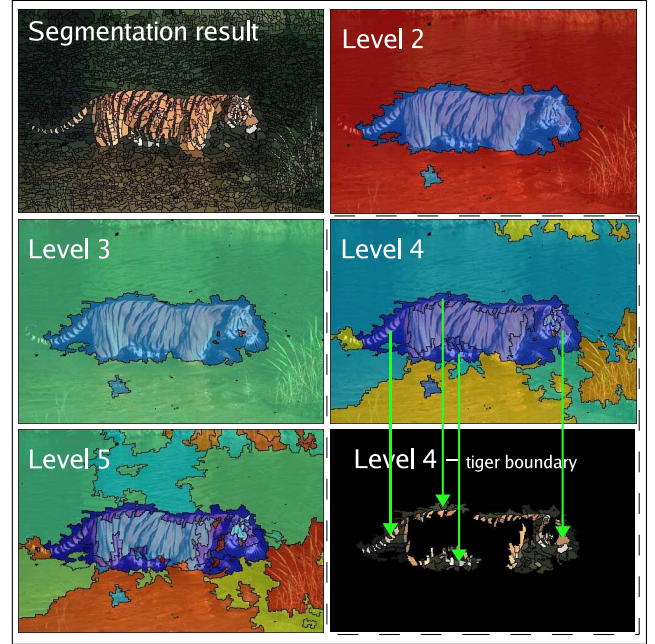 Segmentation result
Level 2
Level 3
Level 4
Level 5
Level 4 – tiger boundary